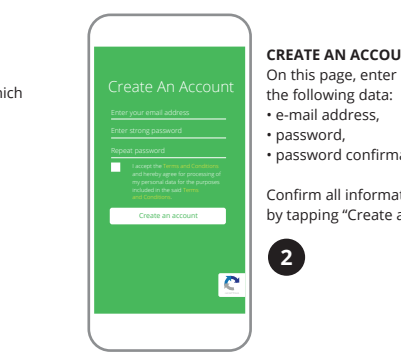 nich
Create An Account
Enter your email address
Enter strong password
Repeat password
I accept the Terms and Conditions
and hereby agree for processing of
my personal data for the purposes
included in the said Terms
and Conditions.
Create an account
CREATE AN ACCOU
On this page, enter
the following data:
• e-mail address,
• password,
• password confirma
Confirm all informat
by tapping “Create a
2